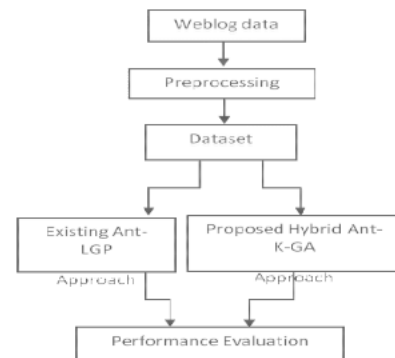 Weblog data
Preprocessing
Dataset
Existing Ant-
LGP
Approach
Proposed Hybrid Ant-
K-GA
Approach
Performance Evaluation